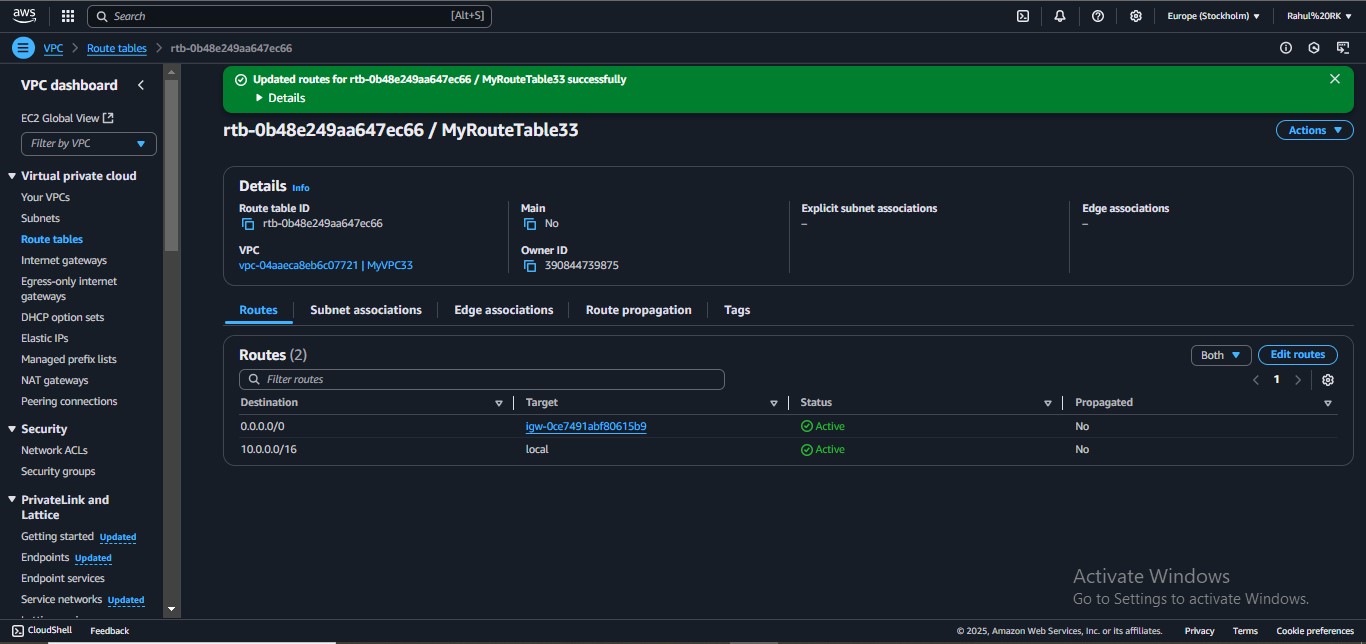 aws
Search [Alt+S]
Europe (Stockholm) Rahul%20RK
VPC Route tables rtb-0b48e249aa647ec66
VPC dashboard
EC2 Global View
Filter by VPC
Virtual private cloud
Your VPCs
Subnets
Route tables
Internet gateways
Egress-only internet
gateways
DHCP option sets
Elastic IPs
Managed prefix lists
NAT gateways
Peering connections
Security
Network ACLs
Security groups
PrivateLink and
Lattice
Getting started Updated
Endpoints Updated
Endpoint services
Service networks Updated
Updated routes for rtb-0b48e249aa647ec66 / MyRouteTable33 successfully
Details
rtb-0b48e249aa647ec66 / MyRouteTable33
Actions
Details Info
Route table ID
rtb-0b48e249aa647ec66
Main
No
Explicit subnet associations
–
Edge associations
–
VPC
vpc-04aaeca8eb6c07721 | MyVPC33
Owner ID
390844739875
Routes Subnet associations Edge associations Route propagation Tags
Routes (2)
Both Edit routes
Filter routes
1
Destination Target Status Propagated
0.0.0.0/0 igw-0ce7491abf80615b9 Active No
10.0.0.0/16 local Active No
Activate Windows
Go to Settings to activate Windows.
CloudShell Feedback © 2025, Amazon Web Services, Inc. or its affiliates. Privacy Terms Cookie preferences